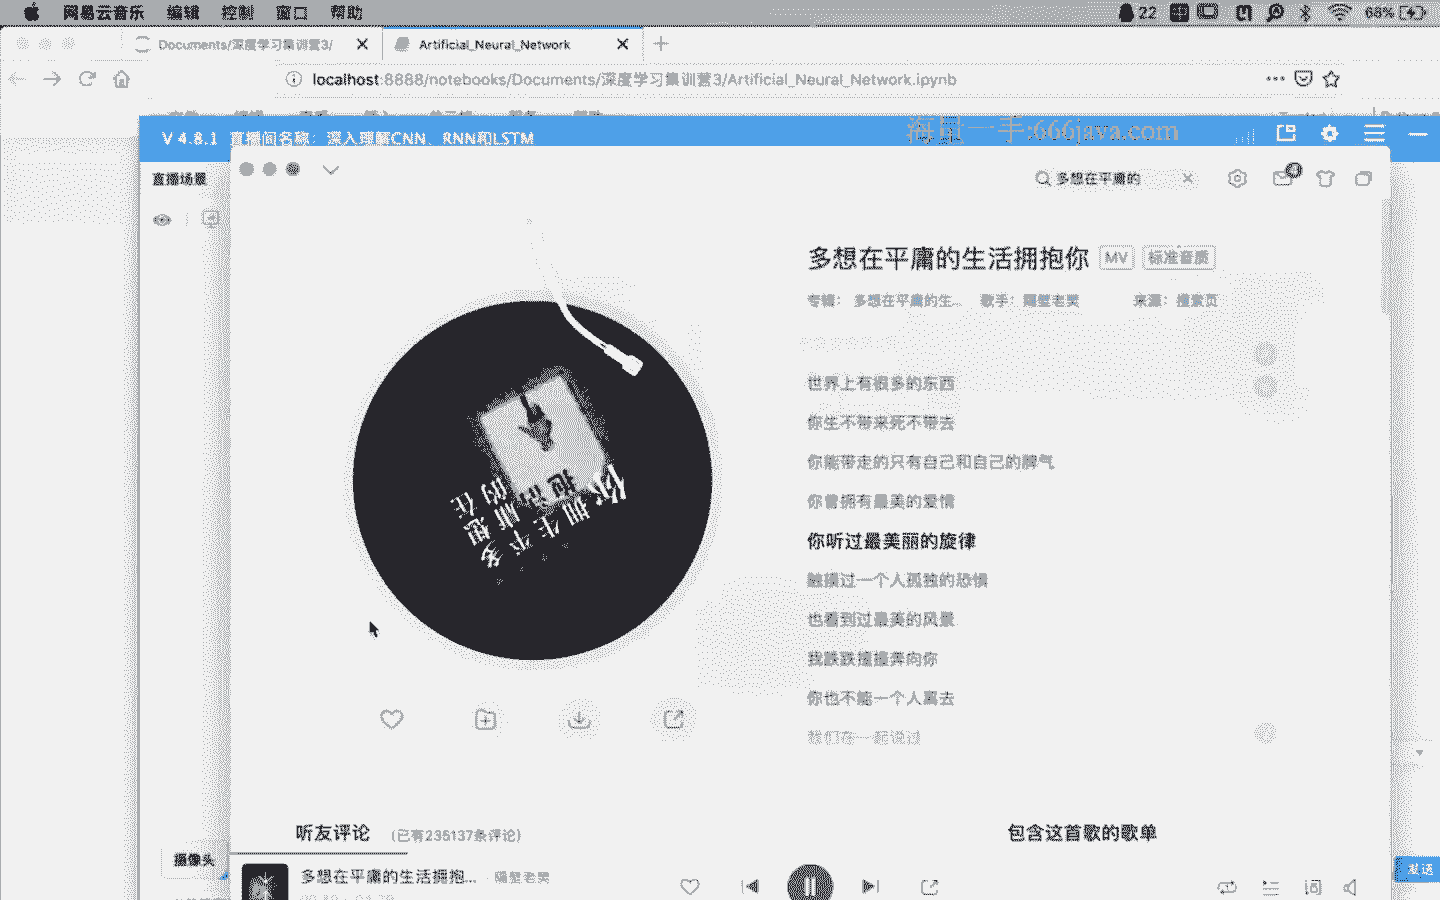 网易云音乐 编辑 控制 窗口 帮助 22 68%
Documents/深度学习集训营3/ Artificial_Neural_Network
localhost:8888/notebooks/Documents/深度学习集训营3/Artificial_Neural_Network.ipynb
V 4.8.1 直播间名称：深入理解CNN、RNN和LSTM
海量一手:666java.com
直播场景
多想在平庸的
多想在平庸的生活拥抱你 MV 标准音质
专辑： 多想在平庸的生... 歌手：隔壁老樊 来源：搜索页
世界上有很多的东西
你生不带来死不带去
你能带走的只有自己和自己的脾气
你曾拥有最美的爱情
你听过最美丽的旋律
触摸过一个人孤独的恐惧
也看到过最美的风景
我跌跌撞撞奔向你
你也不能一个人离去
我们在一起说过
听友评论 (已有235137条评论)
包含这首歌的歌单
摄像头
多想在平庸的生活拥抱... - 隔壁老樊
发送